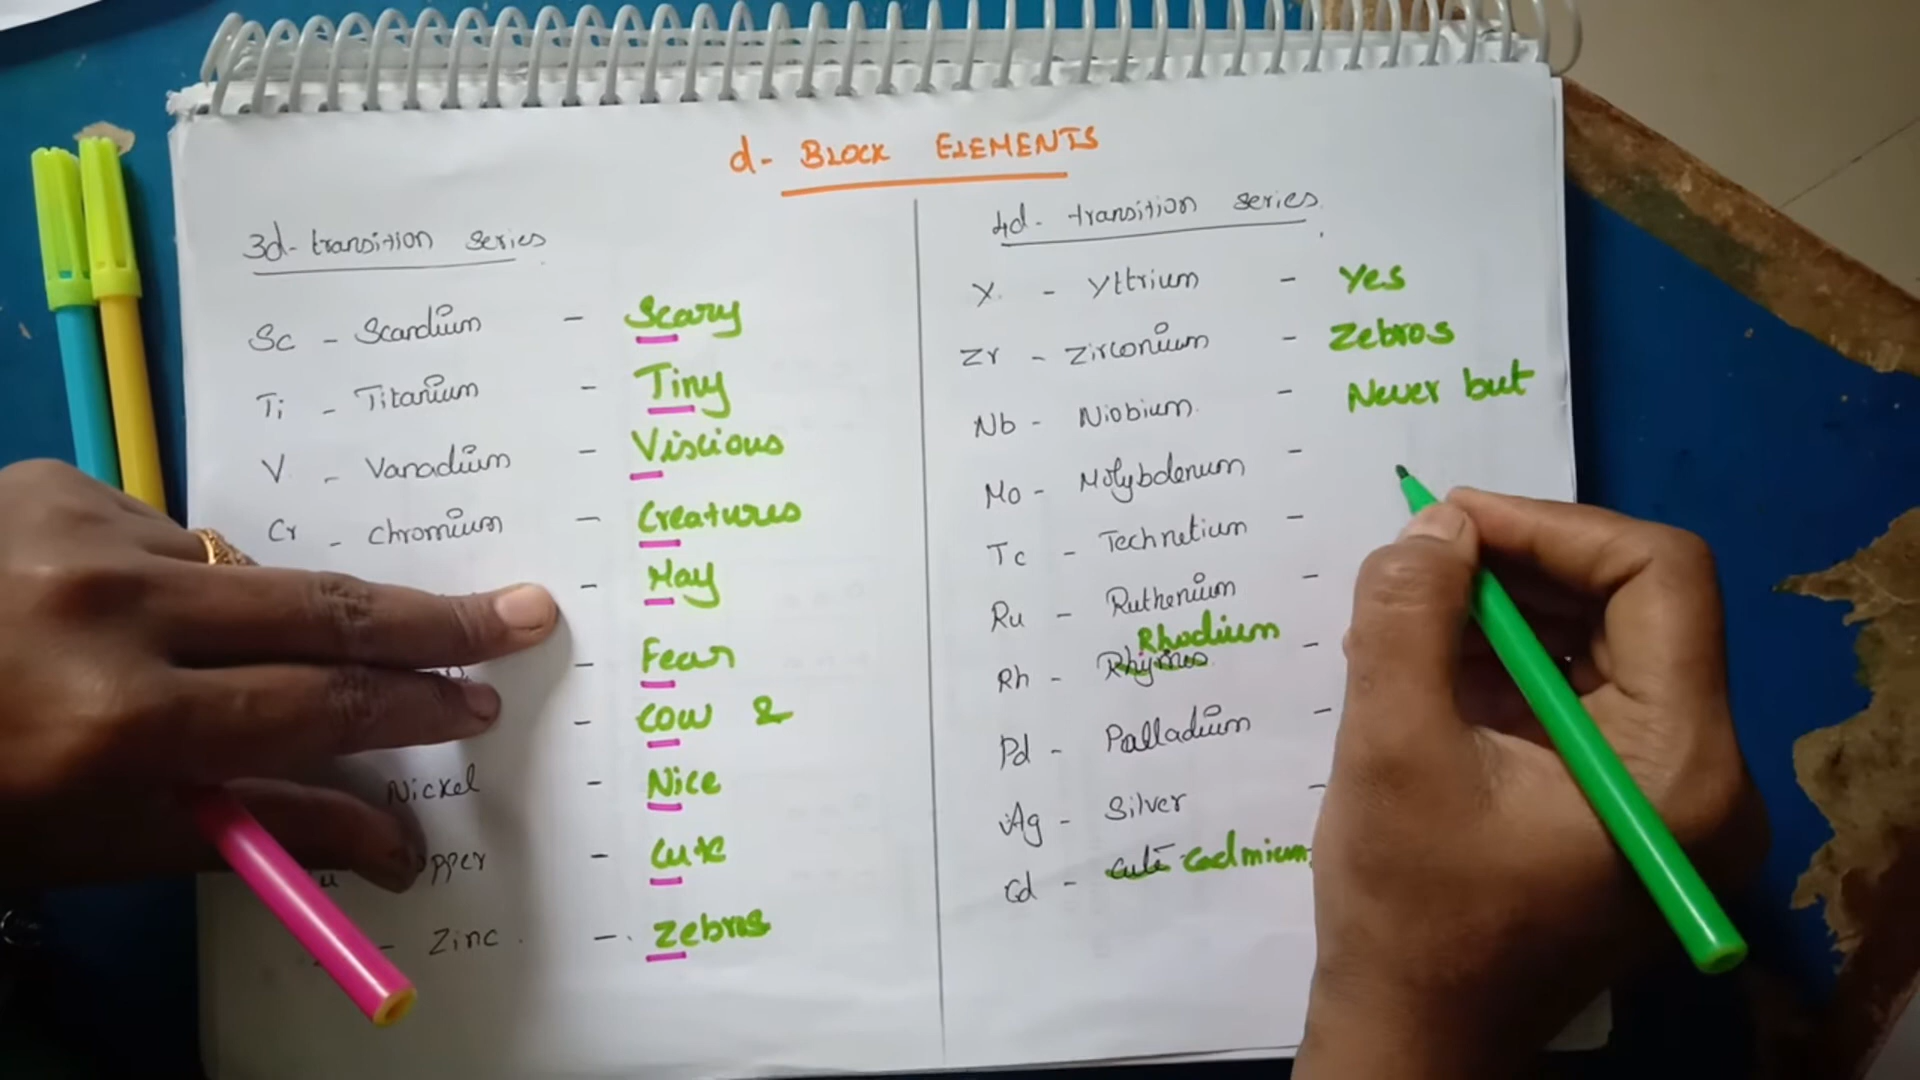 d- BLOCK ELEMENTS
3d- transition series
Sc - Scandium - Scary
Ti - Titanium - Tiny
V - Vanadium - Viscious
Cr - Chromium - Creatures
- May
- Fear
- Cow &
Nickel - Nice
pper - Cute
- Zinc - Zebras
4d- transition series
Y - Yttrium - Yes
Zr - Zirconium - Zebras
Nb - Niobium - Never but
Mo - Molybdenum -
Tc - Technetium -
Ru - Ruthenium -
Rhodium
Rh - Rhymes -
Pd - Palladium -
Ag - Silver -
Cd - Cute Cadmium